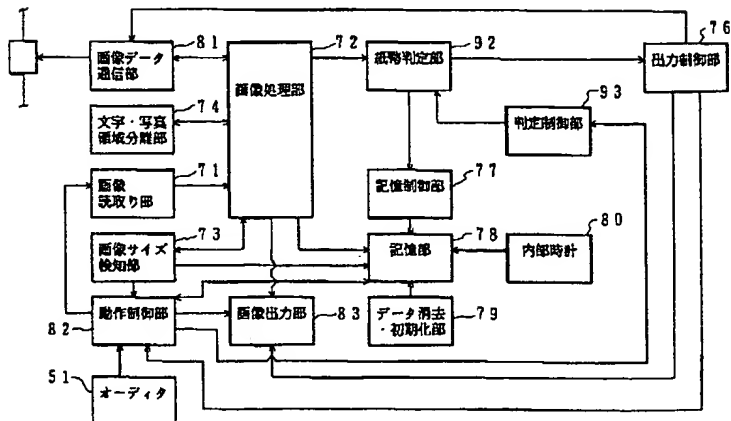 81
画像データ
通信部
72
画像処理部
92
紙幣判定部
76
出力制御部
74
文字・写真
領域分離部
93
判定制御部
71
画像
読取り部
77
記憶制御部
73
画像サイズ
検知部
78
記憶部
80
内部時計
82
動作制御部
画像出力部
83
データ消去
・初期化部
79
51
オーディタ